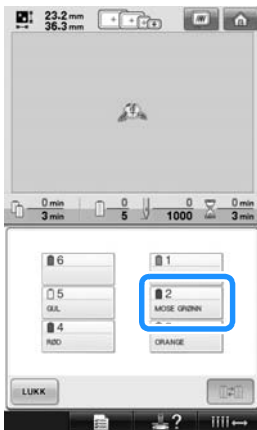 23.2 mm
36.3 mm
0 min
3 min
0
5
0
1000
0 min
3 min
6
1
5
GUL
2
MOSE GRØNN
4
RØD
ORANGE
LUKK
?